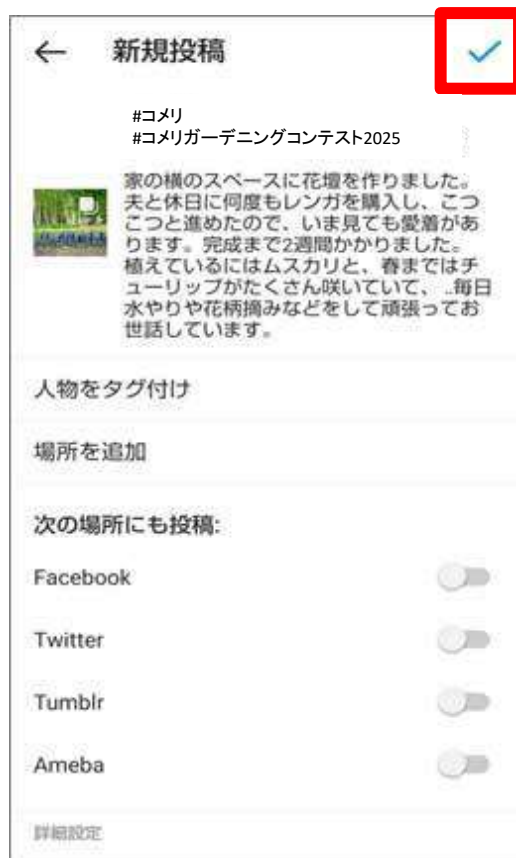 新規投稿
#コメリ
#コメリガーデニングコンテスト2025
家の横のスペースに花壇を作りました。
夫と休日に何度もレンガを購入し、こつ
こつと進めたので、いま見ても愛着があ
ります。完成まで2週間かかりました。
植えているにはムスカリと、春まではチ
ューリップがたくさん咲いていて、..毎日
水やりや花柄摘みなどをして頑張ってお
世話しています。
人物をタグ付け
場所を追加
次の場所にも投稿:
Facebook
Twitter
Tumblr
Ameba
詳細設定